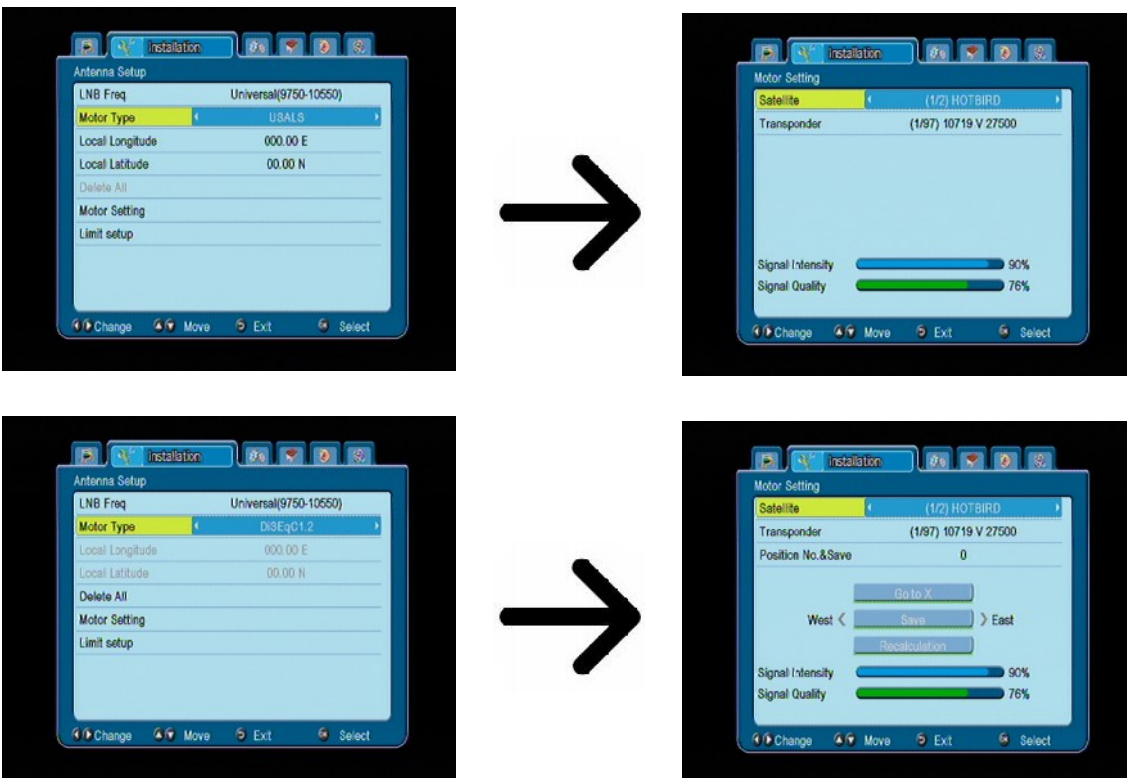 Installation
Antenna Setup
LNB Freq Universal(9750-10550)
Motor Type USALS
Local Longitude 000.00 E
Local Latitude 00.00 N
Delete All
Motor Setting
Limit setup
Change Move Exit Select
Installation
Motor Setting
Satellite (1/2) HOTBIRD
Transponder (1/97) 10719 V 27500
Signal Intensity 90%
Signal Quality 76%
Change Move Exit Select
Installation
Antenna Setup
LNB Freq Universal(9750-10550)
Motor Type DiSEqC1.2
Local Longitude 000.00 E
Local Latitude 00.00 N
Delete All
Motor Setting
Limit setup
Change Move Exit Select
Installation
Motor Setting
Satellite (1/2) HOTBIRD
Transponder (1/97) 10719 V 27500
Position No.&Save 0
Go to X
West Save East
Recalculation
Signal Intensity 90%
Signal Quality 76%
Change Move Exit Select